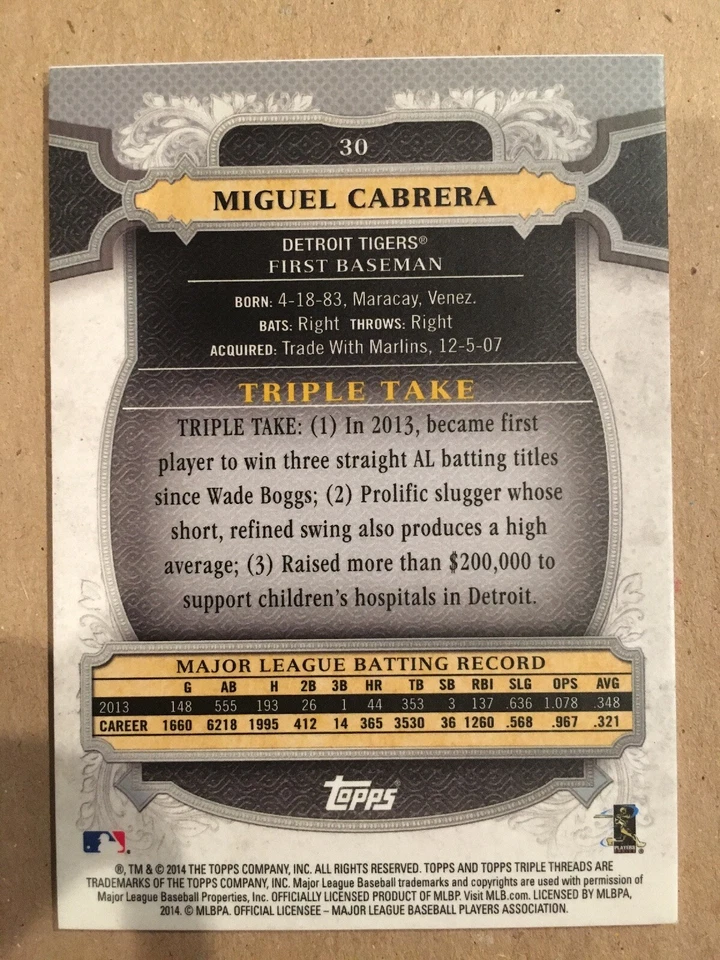 30
MIGUEL CABRERA
DETROIT TIGERS®
FIRST BASEMAN
BORN: 4-18-83, Maracay, Venez.
BATS: Right THROWS: Right
ACQUIRED: Trade With Marlins, 12-5-07
TRIPLE TAKE
TRIPLE TAKE: (1) In 2013, became first
player to win three straight AL batting titles
since Wade Boggs; (2) Prolific slugger whose
short, refined swing also produces a high
average; (3) Raised more than $200,000 to
support children's hospitals in Detroit.
MAJOR LEAGUE BATTING RECORD
G AB H 2B 3B HR TB SB RBI SLG OPS AVG
2013 148 555 193 26 1 44 353 3 137 .636 1.078 .348
CAREER 1660 6218 1995 412 14 365 3530 36 1260 .568 .967 .321
Topps
PLAYERS
®, TM & © 2014 THE TOPPS COMPANY, INC. ALL RIGHTS RESERVED. TOPPS AND TOPPS TRIPLE THREADS ARE
TRADEMARKS OF THE TOPPS COMPANY, INC. Major League Baseball trademarks and copyrights are used with permission of
Major League Baseball Properties, Inc. OFFICIALLY LICENSED PRODUCT OF MLBP. Visit MLB.com. LICENSED BY MLBPA,
2014. © MLBPA. OFFICIAL LICENSEE – MAJOR LEAGUE BASEBALL PLAYERS ASSOCIATION.